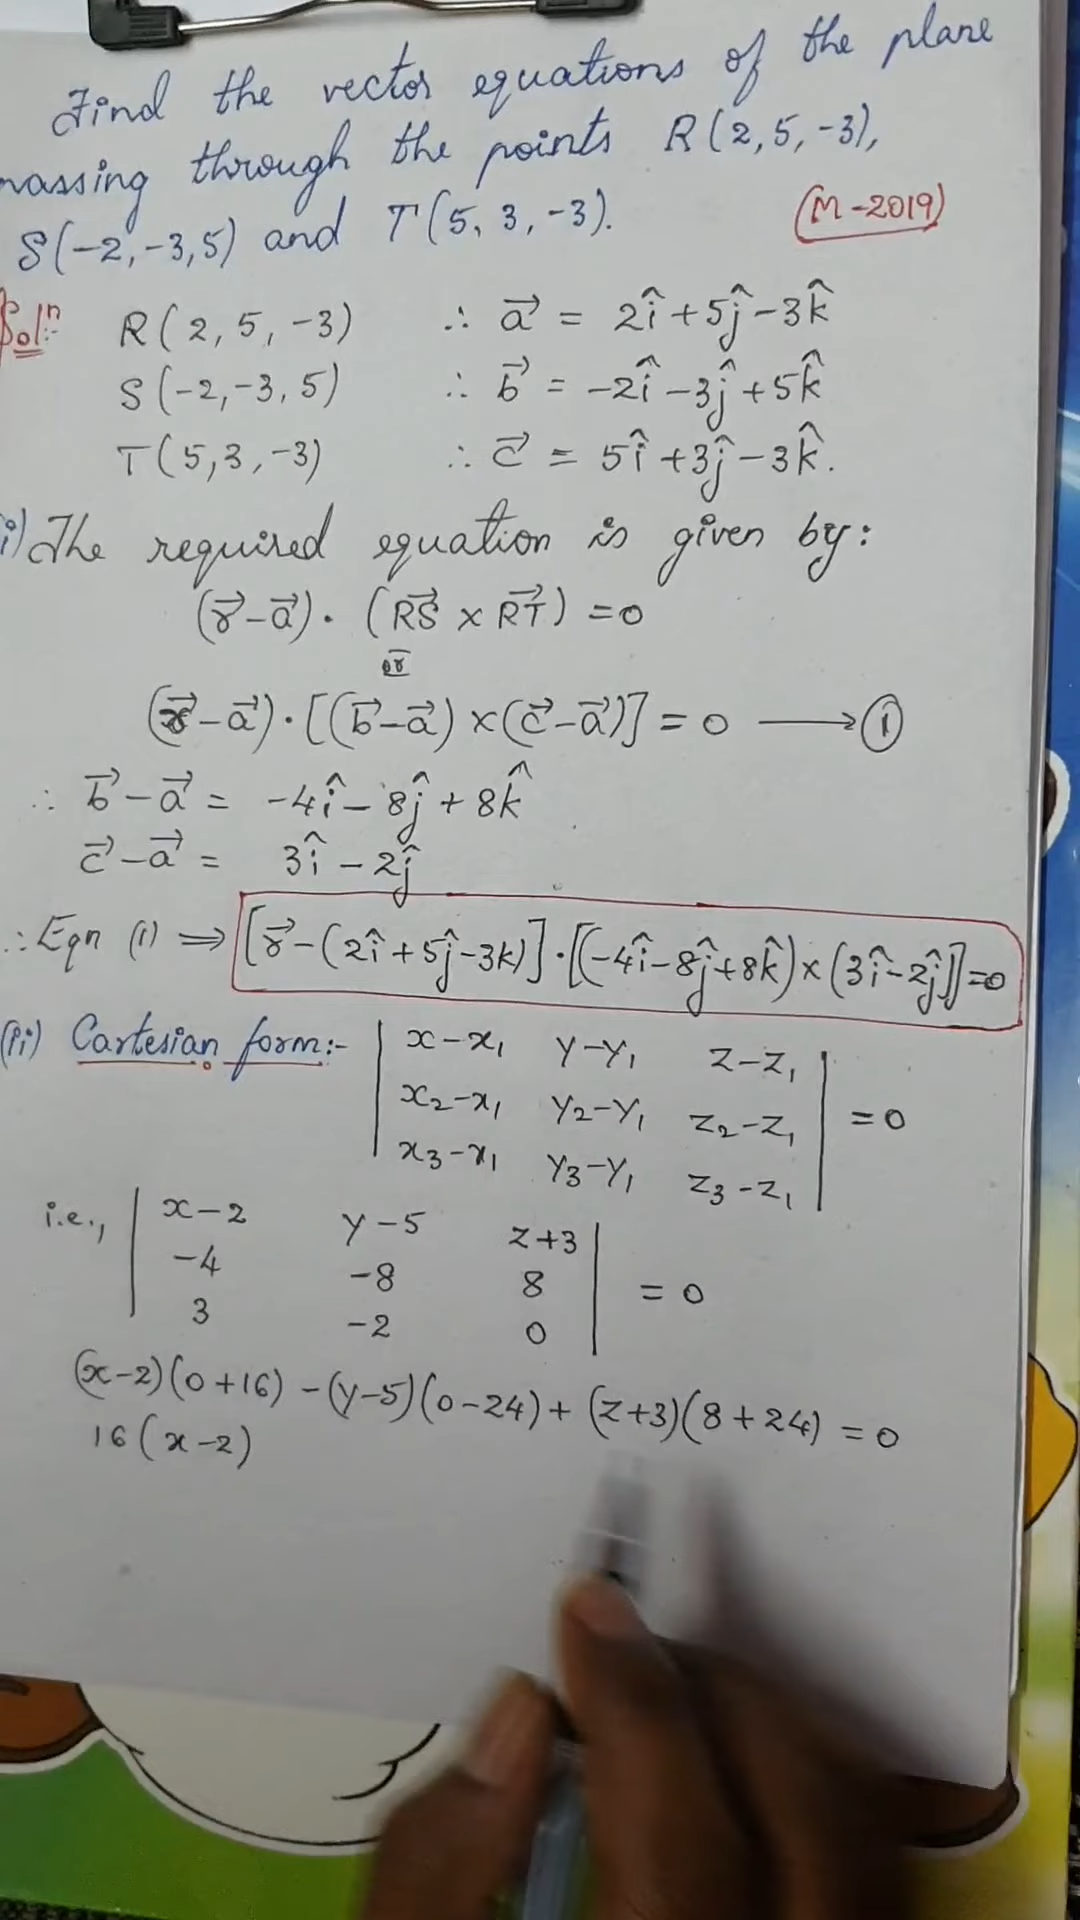 Find the vector equations of the plane
passing through the points R(2, 5, -3),
S(-2, -3, 5) and T(5, 3, -3).
(M-2019)
Solⁿ:- R(2, 5, -3) ∴ a⃗ = 2î + 5ĵ - 3k̂
S(-2, -3, 5) ∴ b⃗ = -2î - 3ĵ + 5k̂
T(5, 3, -3) ∴ c⃗ = 5î + 3ĵ - 3k̂.
i) The required equation is given by:
(r⃗ - a⃗) · (RS⃗ × RT⃗) = 0
or
(r⃗ - a⃗) · [(b⃗ - a⃗) × (c⃗ - a⃗)] = 0 ⟶ ①
∴ b⃗ - a⃗ = -4î - 8ĵ + 8k̂
c⃗ - a⃗ = 3î - 2ĵ
∴ Eqn (1) ⇒ [r⃗ - (2î + 5ĵ - 3k)] · [(-4î - 8ĵ + 8k̂) × (3î - 2ĵ)] = 0
(ii) Cartesian form:- | x-x₁ y-y₁ z-z₁ |
| x₂-x₁ y₂-y₁ z₂-z₁ | = 0
| x₃-x₁ y₃-y₁ z₃-z₁ |
i.e., | x-2 y-5 z+3 |
| -4 -8 8 | = 0
| 3 -2 0 |
(x-2)(0+16) - (y-5)(0-24) + (z+3)(8+24) = 0
16(x-2)